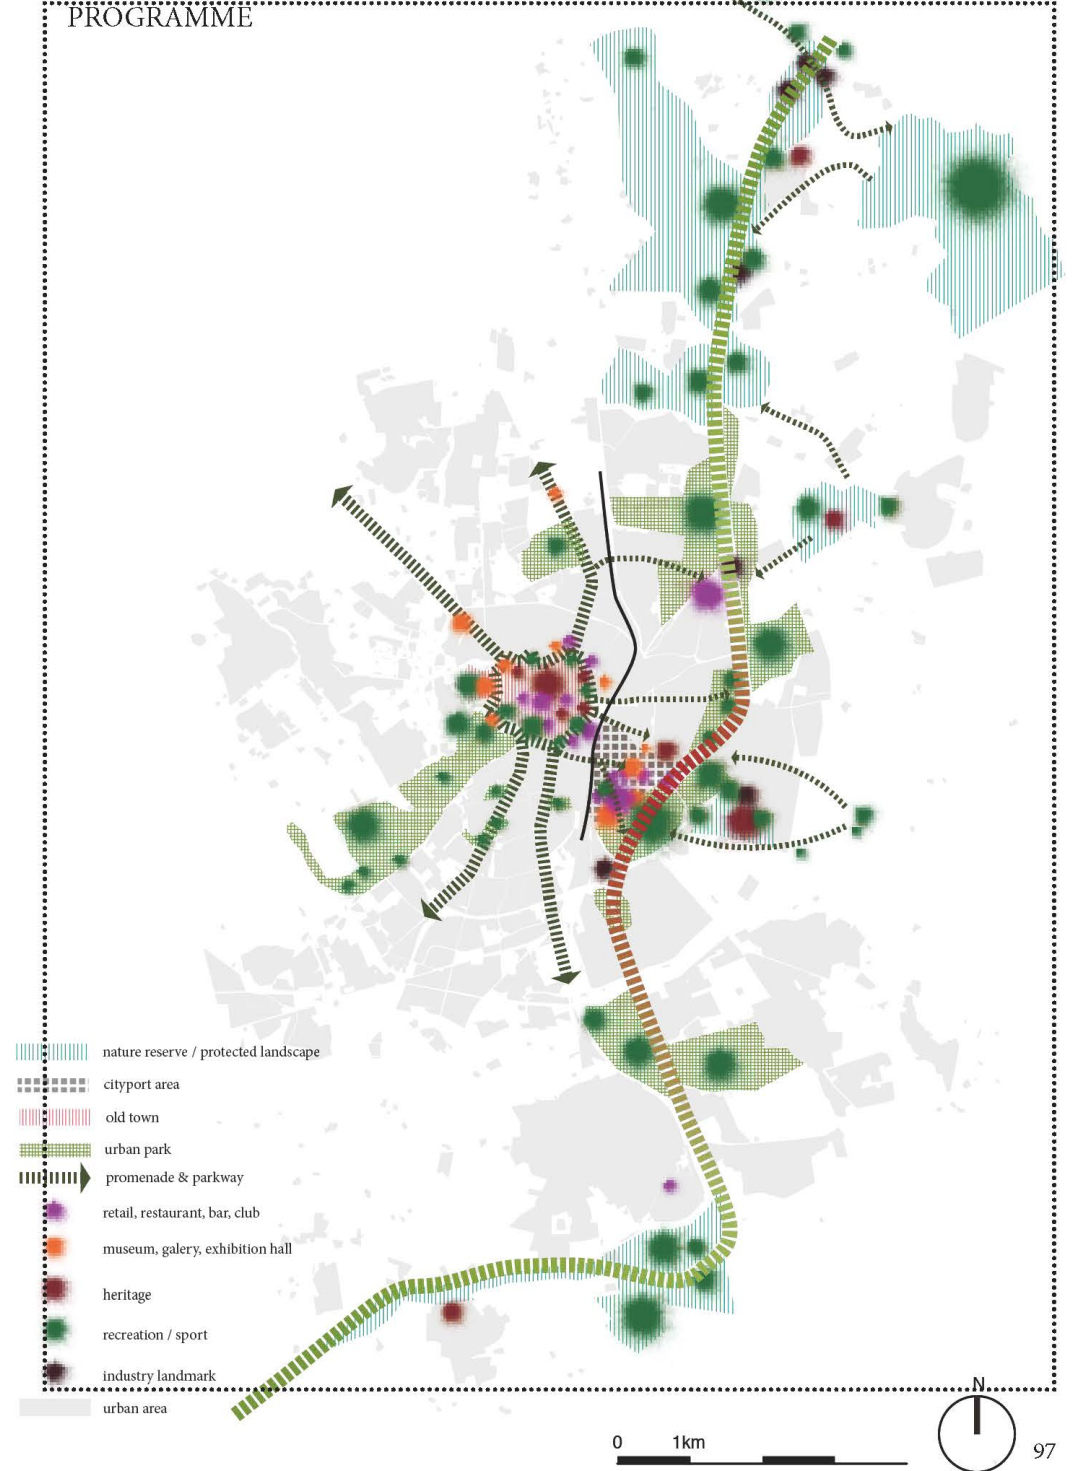 PROGRAMME
nature reserve / protected landscape
cityport area
old town
urban park
promenade & parkway
retail, restaurant, bar, club
museum, galery, exhibition hall
heritage
recreation / sport
industry landmark
urban area
N
0 1km
97